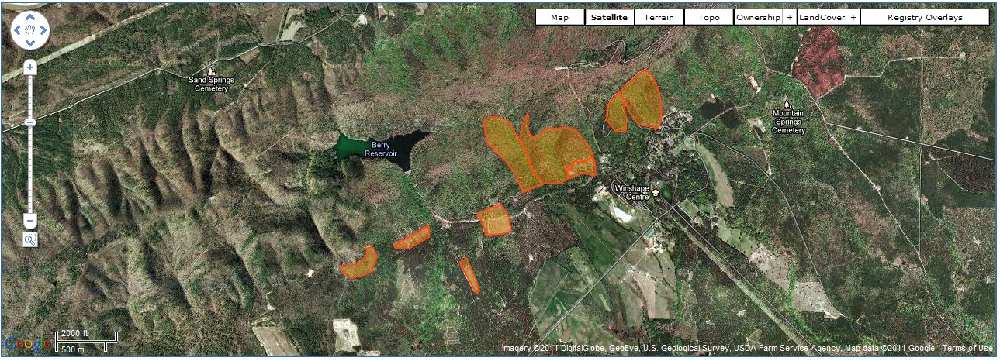 Map
Satellite
Terrain
Topo
Ownership +
LandCover +
Registry Overlays
+
Sand Springs
Cemetery
Mountain
Springs
Cemetery
Berry
Reservoir
Winshape
Centre
−
2000 ft
500 m
Google
Imagery ©2011 DigitalGlobe, GeoEye, U.S. Geological Survey, USDA Farm Service Agency, Map data ©2011 Google - Terms of Use